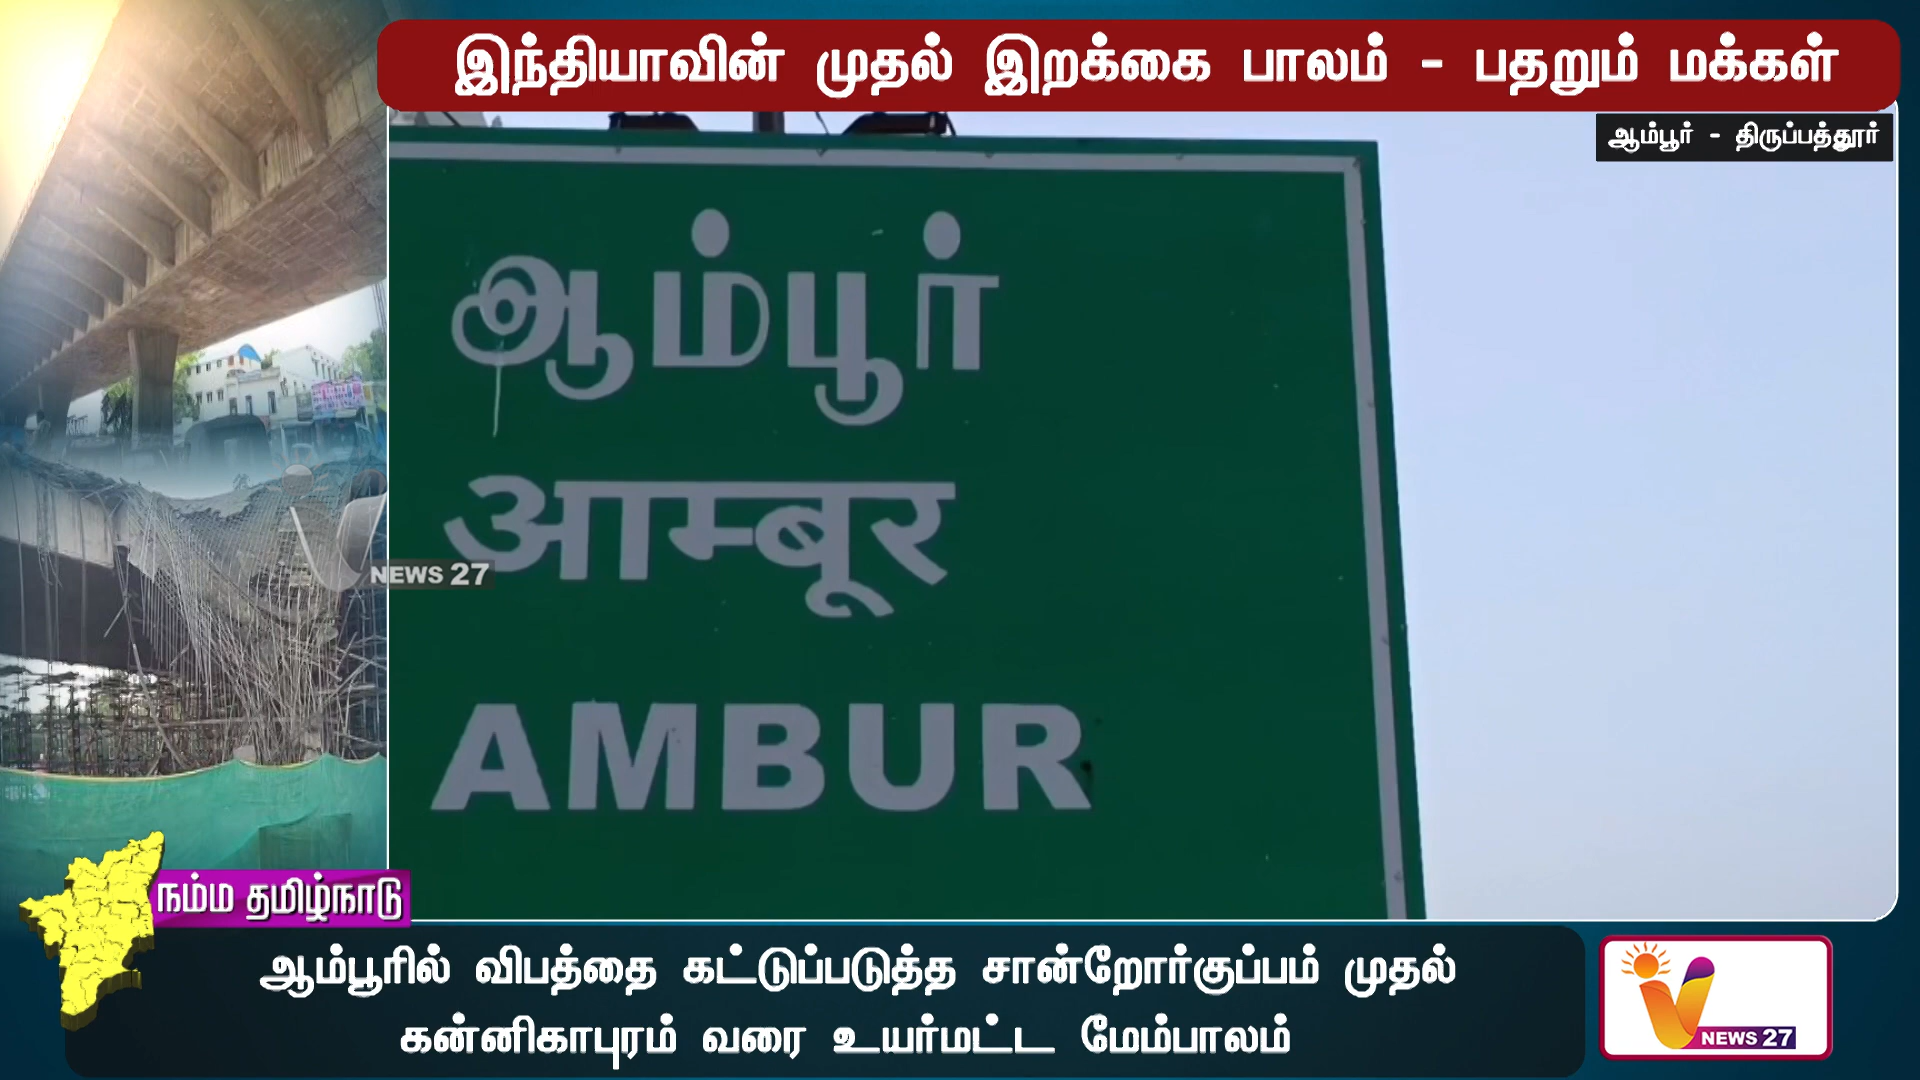 இந்தியாவின் முதல் இறக்கை பாலம் - பதறும் மக்கள்
ஆம்பூர் - திருப்பத்தூர்
ஆம்பூர்
आम्बूर
NEWS 27
AMBUR
நம்ம தமிழ்நாடு
ஆம்பூரில் விபத்தை கட்டுப்படுத்த சான்றோர்குப்பம் முதல்
கன்னிகாபுரம் வரை உயர்மட்ட மேம்பாலம்
V
NEWS 27